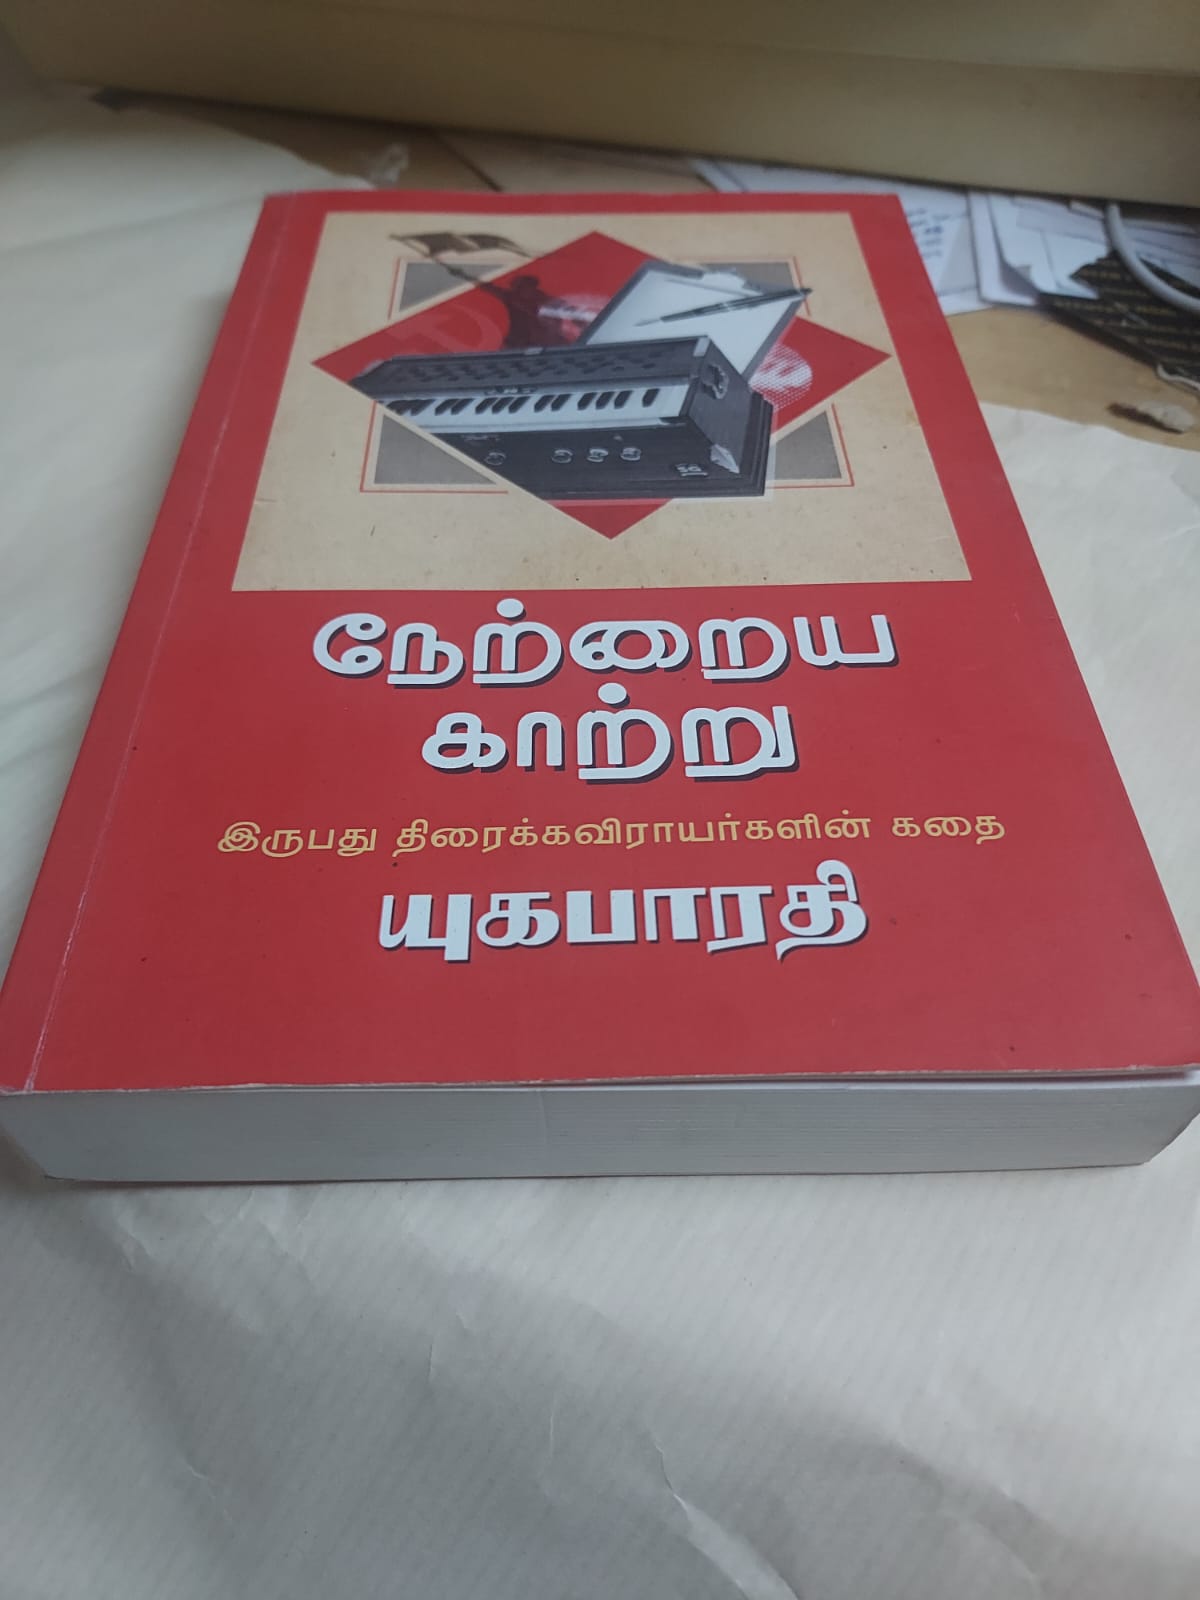 நேற்றைய
காற்று
இருபது திரைக்கவிராயர்களின் கதை
யுகபாரதி